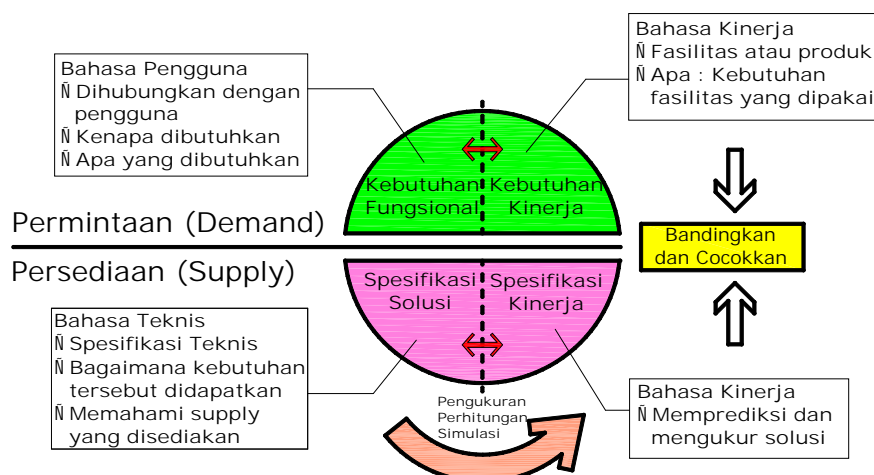 Bahasa Pengguna
Ñ Dihubungkan dengan
pengguna
Ñ Kenapa dibutuhkan
Ñ Apa yang dibutuhkan
Bahasa Kinerja
Ñ Fasilitas atau produk
Ñ Apa : Kebutuhan
fasilitas yang dipakai
Kebutuhan
Fungsional
Kebutuhan
Kinerja
Permintaan (Demand)
Persediaan (Supply)
Bandingkan
dan Cocokkan
Spesifikasi
Solusi
Spesifikasi
Kinerja
Bahasa Teknis
Ñ Spesifikasi Teknis
Ñ Bagaimana kebutuhan
tersebut didapatkan
Ñ Memahami supply
yang disediakan
Pengukuran
Perhitungan
Simulasi
Bahasa Kinerja
Ñ Memprediksi dan
mengukur solusi